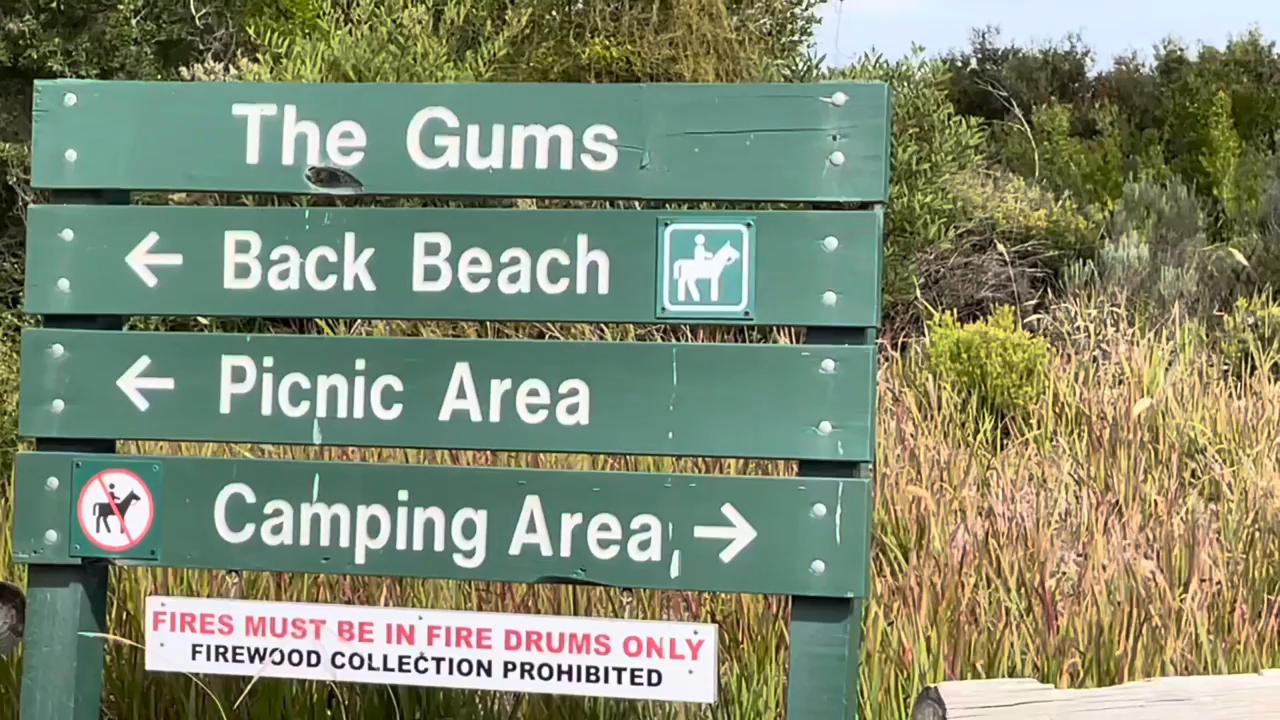 The Gums
← Back Beach
← Picnic Area
Camping Area →
FIRES MUST BE IN FIRE DRUMS ONLY
FIREWOOD COLLECTION PROHIBITED